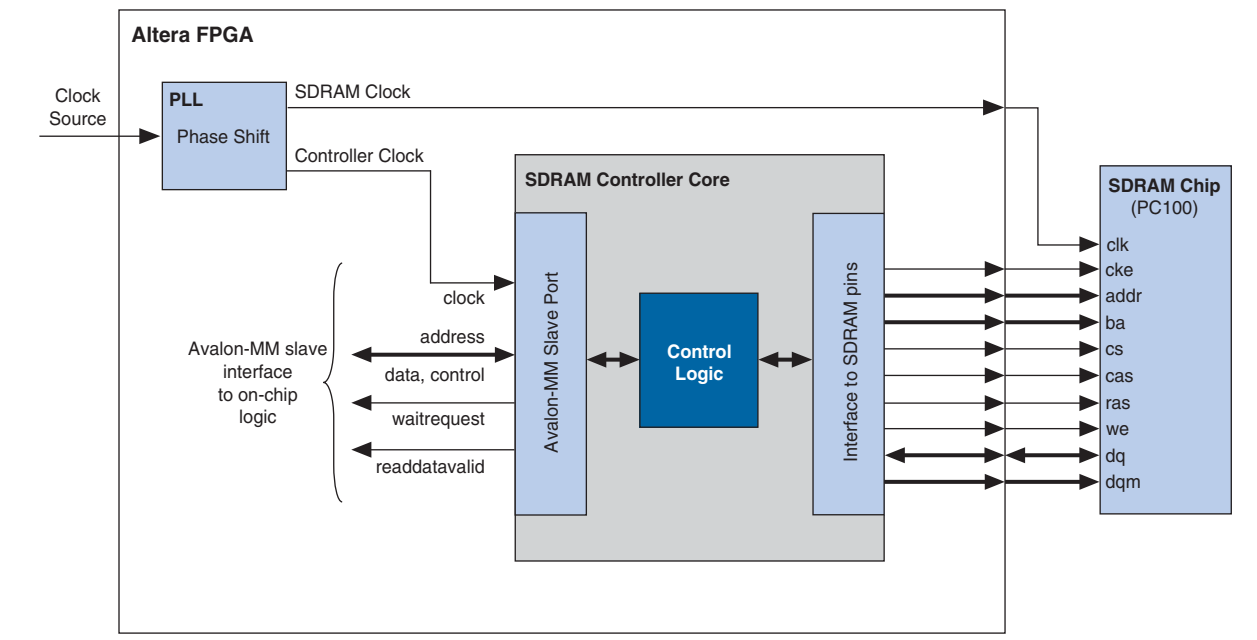 Altera FPGA
Clock
Source
PLL
Phase Shift
SDRAM Clock
Controller Clock
SDRAM Controller Core
Avalon-MM slave
interface
to on-chip
logic
clock
address
data, control
waitrequest
readdatavalid
Avalon-MM Slave Port
Control
Logic
Interface to SDRAM pins
SDRAM Chip
(PC100)
clk
cke
addr
ba
cs
cas
ras
we
dq
dqm